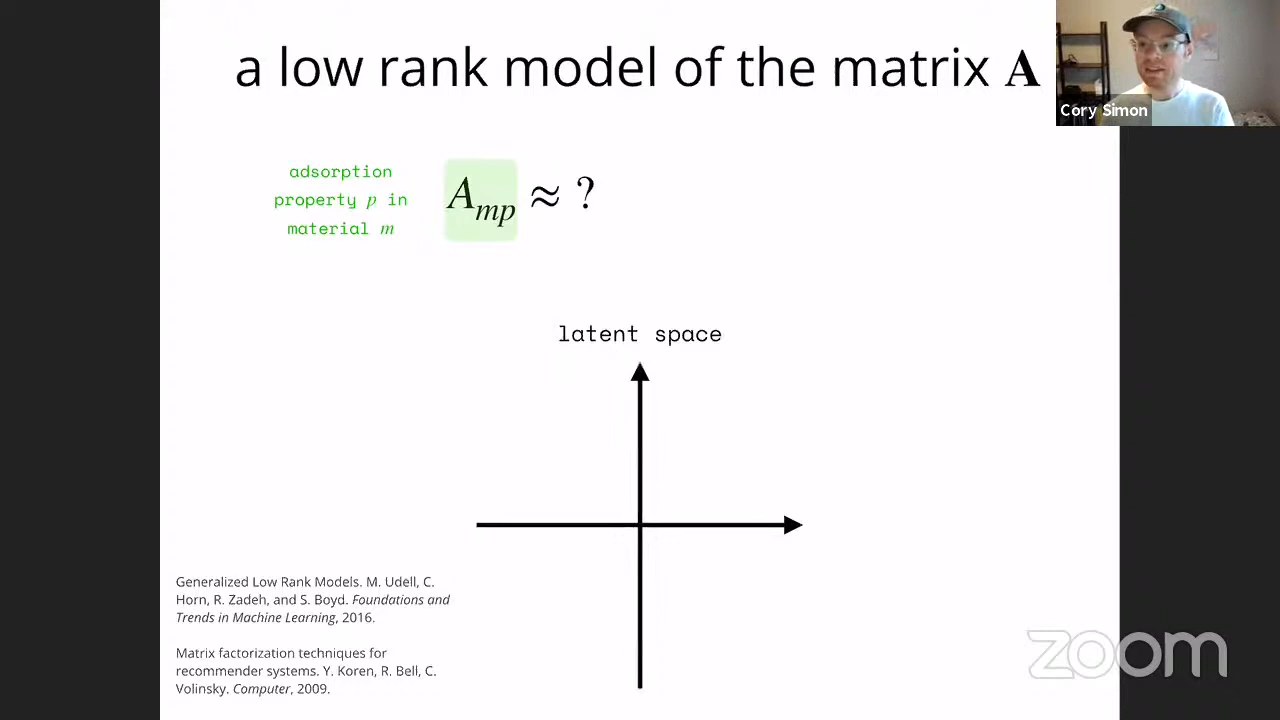 a low rank model of the matrix A
Cory Simon
adsorption
property p in
material m
A_mp ≈ ?
latent space
Generalized Low Rank Models. M. Udell, C.
Horn, R. Zadeh, and S. Boyd. Foundations and
Trends in Machine Learning, 2016.
Matrix factorization techniques for
recommender systems. Y. Koren, R. Bell, C.
Volinsky. Computer, 2009.
zoom